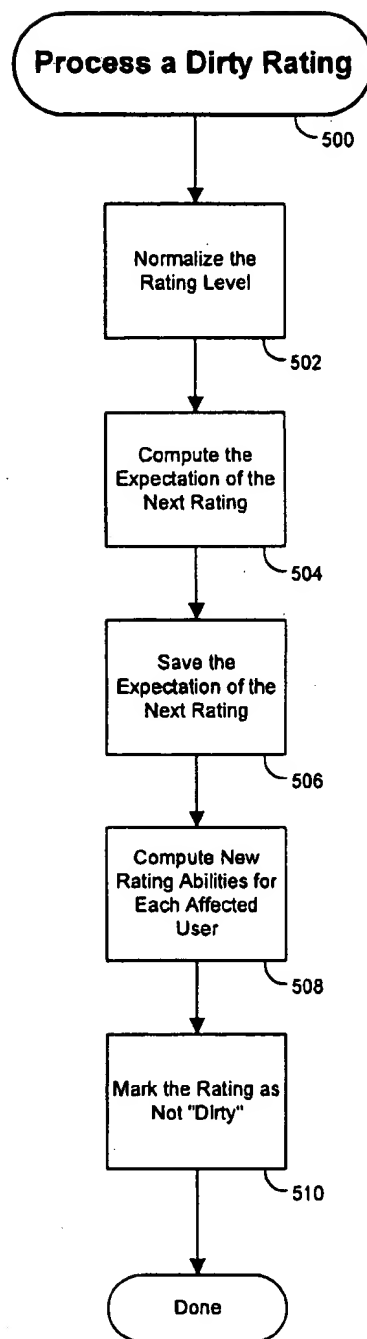 Process a Dirty Rating
500
Normalize the
Rating Level
502
Compute the
Expectation of the
Next Rating
504
Save the
Expectation of the
Next Rating
506
Compute New
Rating Abilities for
Each Affected
User
508
Mark the Rating as
Not "Dirty"
510
Done